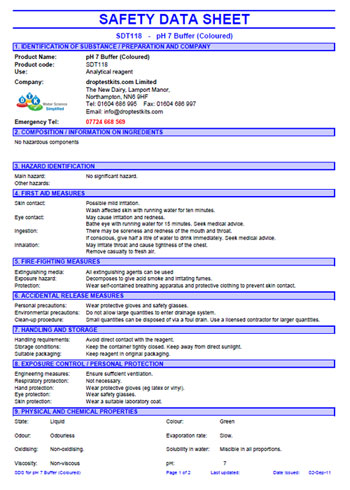 SAFETY DATA SHEET
SDT118 - pH 7 Buffer (Coloured)
1. IDENTIFICATION OF SUBSTANCE / PREPARATION AND COMPANY
Product Name: pH 7 Buffer (Coloured)
Product code: SDT118
Use: Analytical reagent
Company: droptestkits.com Limited
The New Dairy, Lamport Manor,
Northampton, NN6 9HF
Tel: 01604 686 995 Fax: 01604 686 997
Email: info@droptestkits.com
DTK Water Science Simplified
Emergency Tel: 07724 668 569
2. COMPOSITION / INFORMATION ON INGREDIENTS
No hazardous components
3. HAZARD IDENTIFICATION
Main hazard: No significant hazard.
Other hazards:
4. FIRST AID MEASURES
Skin contact: Possible mild irritation.
Wash affected skin with running water for ten minutes.
Eye contact: May cause irritation and redness.
Bathe eye with running water for 15 minutes. Seek medical advice.
Ingestion: There may be soreness and redness of the mouth and throat.
If conscious, give half a litre of water to drink immediately. Seek medical advice.
Inhalation: May irritate throat and cause tightness of the chest.
Remove casualty to fresh air.
5. FIRE-FIGHTING MEASURES
Extinguishing media: All extinguishing agents can be used
Exposure hazard: Decomposes to give acid smoke and irritating fumes.
Protection: Wear self-contained breathing apparatus and protective clothing to prevent skin contact.
6. ACCIDENTAL RELEASE MEASURES
Personal precautions: Wear protective gloves and safety glasses.
Environmental precautions: Do not allow large quantities to enter drainage system.
Clean-up procedure: Small quantities can be disposed of via a foul drain. Use a licensed contractor for larger quantities.
7. HANDLING AND STORAGE
Handling requirements: Avoid direct contact with the reagent.
Storage conditions: Keep the container tightly closed. Keep away from direct sunlight.
Suitable packaging: Keep reagent in original packaging.
8. EXPOSURE CONTROL / PERSONAL PROTECTION
Engineering measures: Ensure sufficient ventilation.
Respiratory protection: Not necessary.
Hand protection: Wear protective gloves (eg latex or vinyl).
Eye protection: Wear safety glasses.
Skin protection: Wear a suitable laboratory coat.
9. PHYSICAL AND CHEMICAL PROPERTIES
State: Liquid Colour: Green
Odour: Odourless Evaporation rate: Slow.
Oxidising: Non-oxidising. Solubility in water: Miscible in all proportions.
Viscosity: Non-viscous pH: 7
SDS for pH 7 Buffer (Coloured) Page 1 of 2 Last updated: Date issued: 02-Sep-11